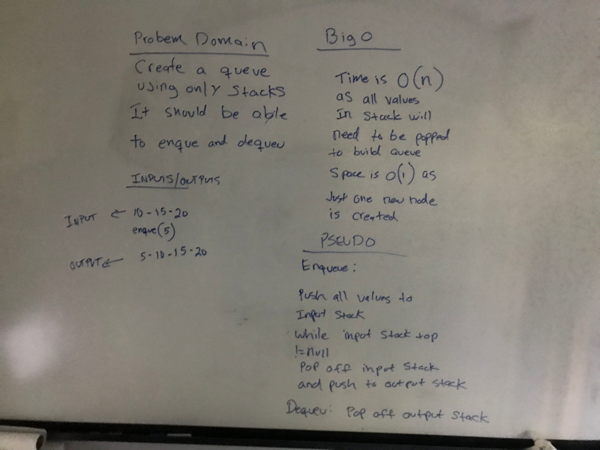 Probem Domain
Create a queue
using only Stacks
It should be able
to enque and dequeu
INPUTS/OUTPUTS
INPUT ← 10-15-20
enque(5)
OUTPUT ← 5-10-15-20
Big O
Time is O(n)
as all values
In Stack will
need to be popped
to build queue
Space is O(1) as
Just one new node
is created
PSEUDO
Enqueue:
Push all values to
Input Stack
While input Stack top
!=null
Pop off input Stack
and push to output stack
Dequeu: Pop off output Stack